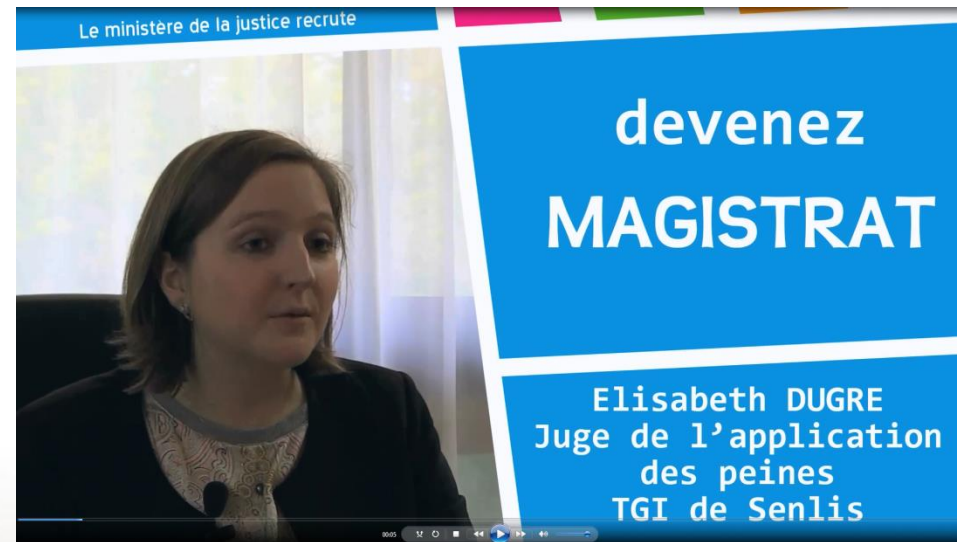 Le ministère de la justice recrute
devenez
MAGISTRAT
Elisabeth DUGRE
Juge de l'application
des peines
TGI de Senlis
00:05